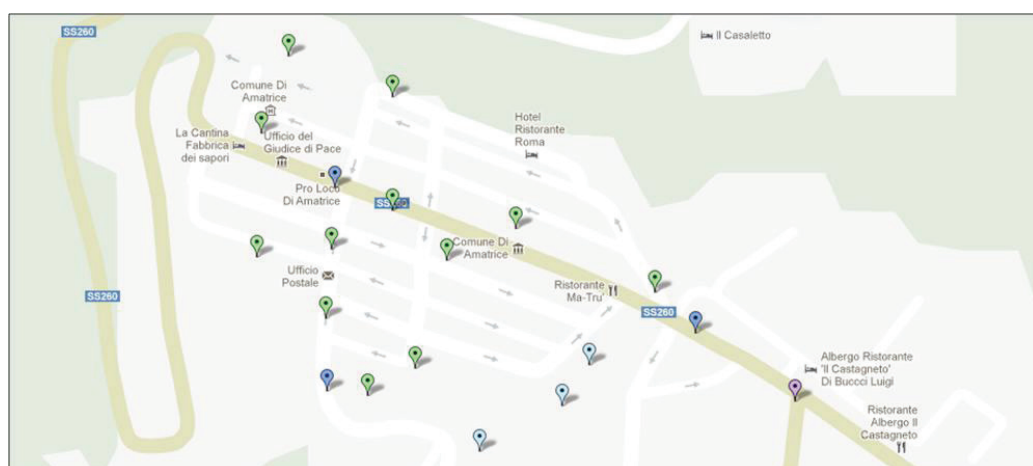 SS260
Il Casaletto
Comune Di
Amatrice
Hotel
Ristorante
Roma
La Cantina
Fabbrica
dei sapori
Ufficio del
Giudice di Pace
Pro Loco
Di Amatrice
SS260
Comune Di
Amatrice
Ufficio
Postale
Ristorante
Ma-Tru'
SS260
SS260
Albergo Ristorante
'Il Castagneto'
Di Buccci Luigi
Ristorante
Albergo Il
Castagneto